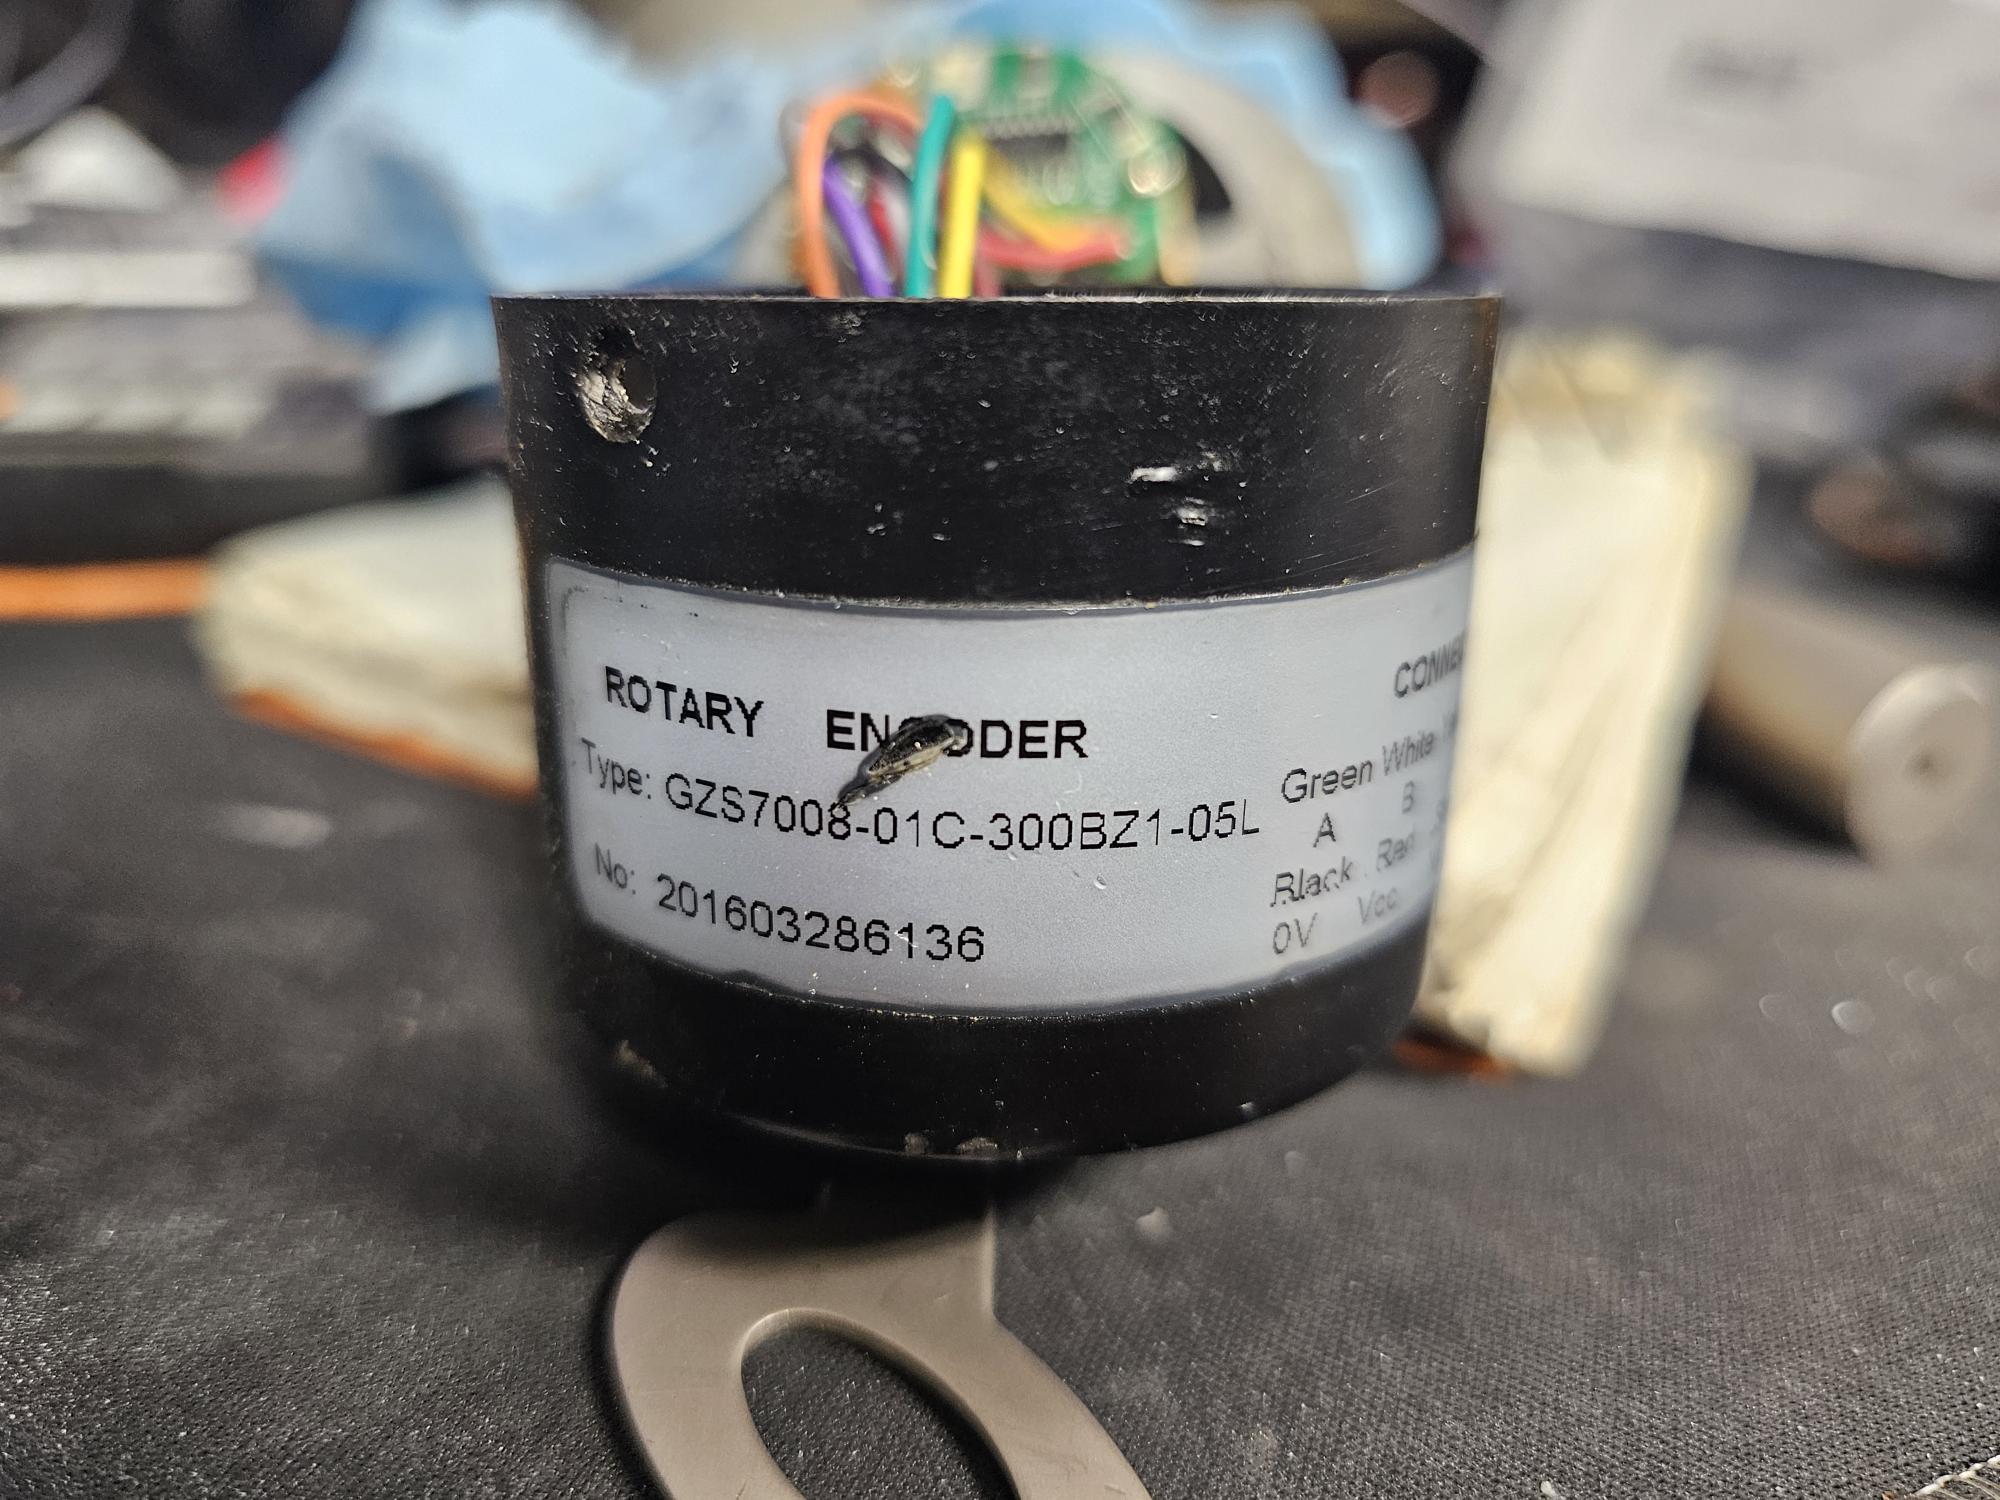 ROTARY ENCODER
Type: GZS7008-01C-300BZ1-05L
No: 201603286136
Green White
A B
Black Red
0V Vcc